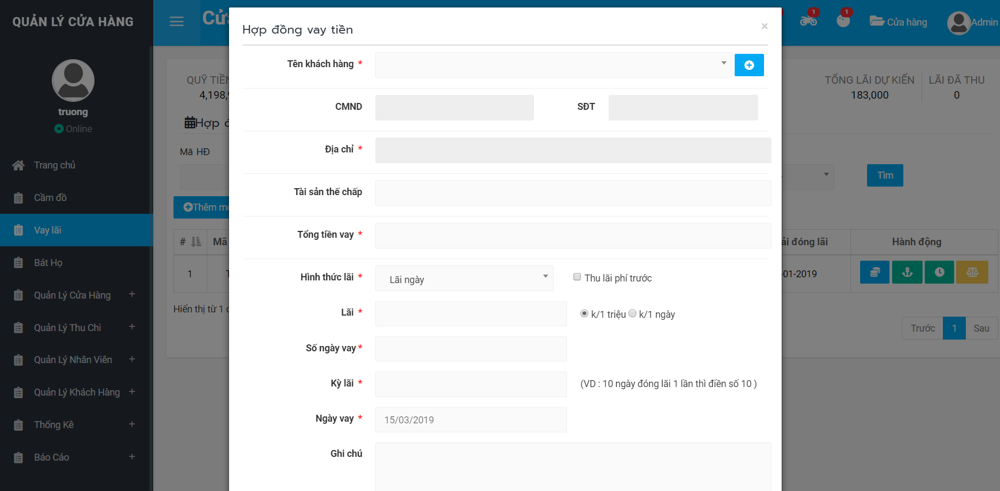 QUẢN LÝ CỬA HÀNG
truong
Online
Trang chủ
Cầm đồ
Vay lãi
Bát Họ
Quản Lý Cửa Hàng +
Quản Lý Thu Chi +
Quản Lý Nhân Viên +
Quản Lý Khách Hàng +
Thống Kê +
Báo Cáo +
1
1
Cửa hàng
Admin
QUỸ TIỀN
4,198,
TỔNG LÃI DỰ KIẾN
183,000
LÃI ĐÃ THU
0
Hợp
Mã HĐ
Tìm
Thêm
# Mã
đóng lãi
Hành động
1
-01-2019
Hiển thị từ 1
Trước 1 Sau
Hợp đồng vay tiền
×
Tên khách hàng *
CMND
SĐT
Địa chỉ *
Tài sản thế chấp
Tổng tiền vay *
Hình thức lãi * Lãi ngày Thu lãi phí trước
Lãi * k/1 triệu k/1 ngày
Số ngày vay *
Kỳ lãi * (VD : 10 ngày đóng lãi 1 lần thì điền số 10 )
Ngày vay * 15/03/2019
Ghi chú